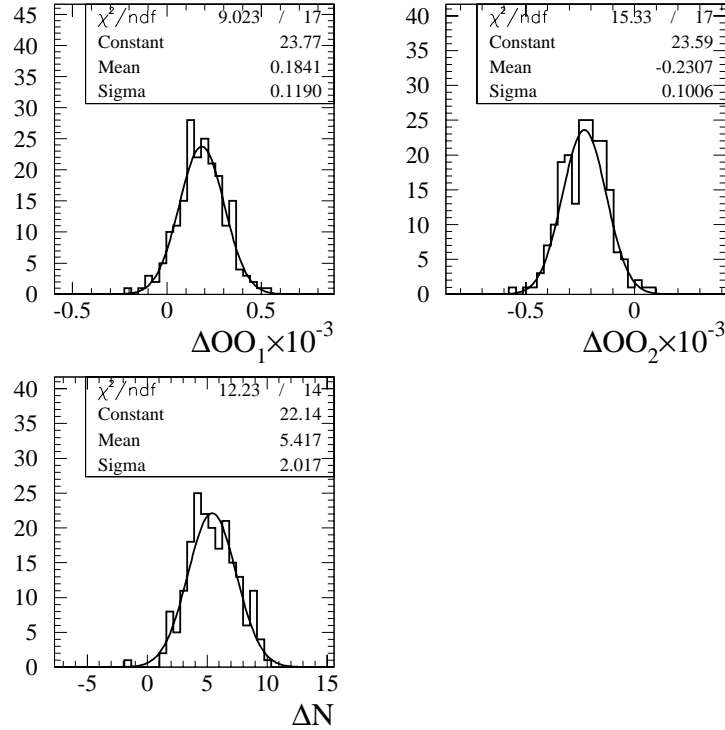 45
40
35
30
25
20
15
10
5
0
χ²/ndf 9.023 / 17
Constant 23.77
Mean 0.1841
Sigma 0.1190
-0.5 0 0.5
ΔOO₁×10⁻³
40
35
30
25
20
15
10
5
0
χ²/ndf 15.33 / 17
Constant 23.59
Mean -0.2307
Sigma 0.1006
-0.5 0
ΔOO₂×10⁻³
40
35
30
25
20
15
10
5
0
χ²/ndf 12.23 / 14
Constant 22.14
Mean 5.417
Sigma 2.017
-5 0 5 10 15
ΔN